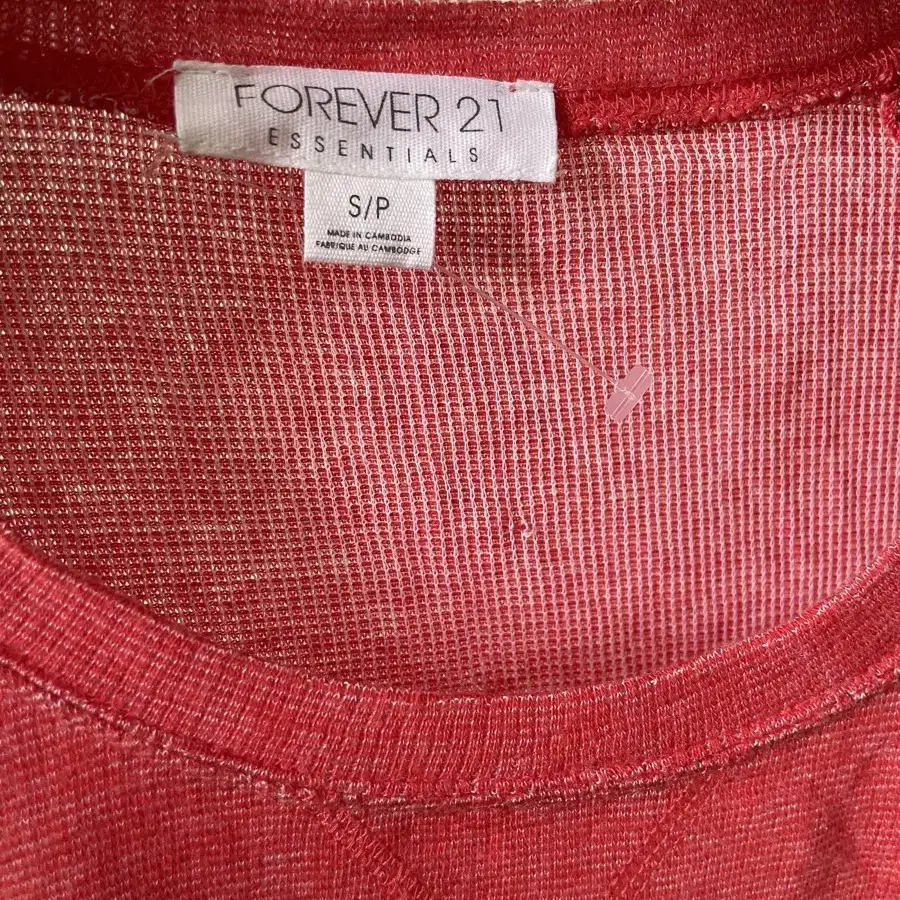 FOREVER 21
ESSENTIALS
S/P
MADE IN CAMBODIA
FABRIQUE AU CAMBODGE